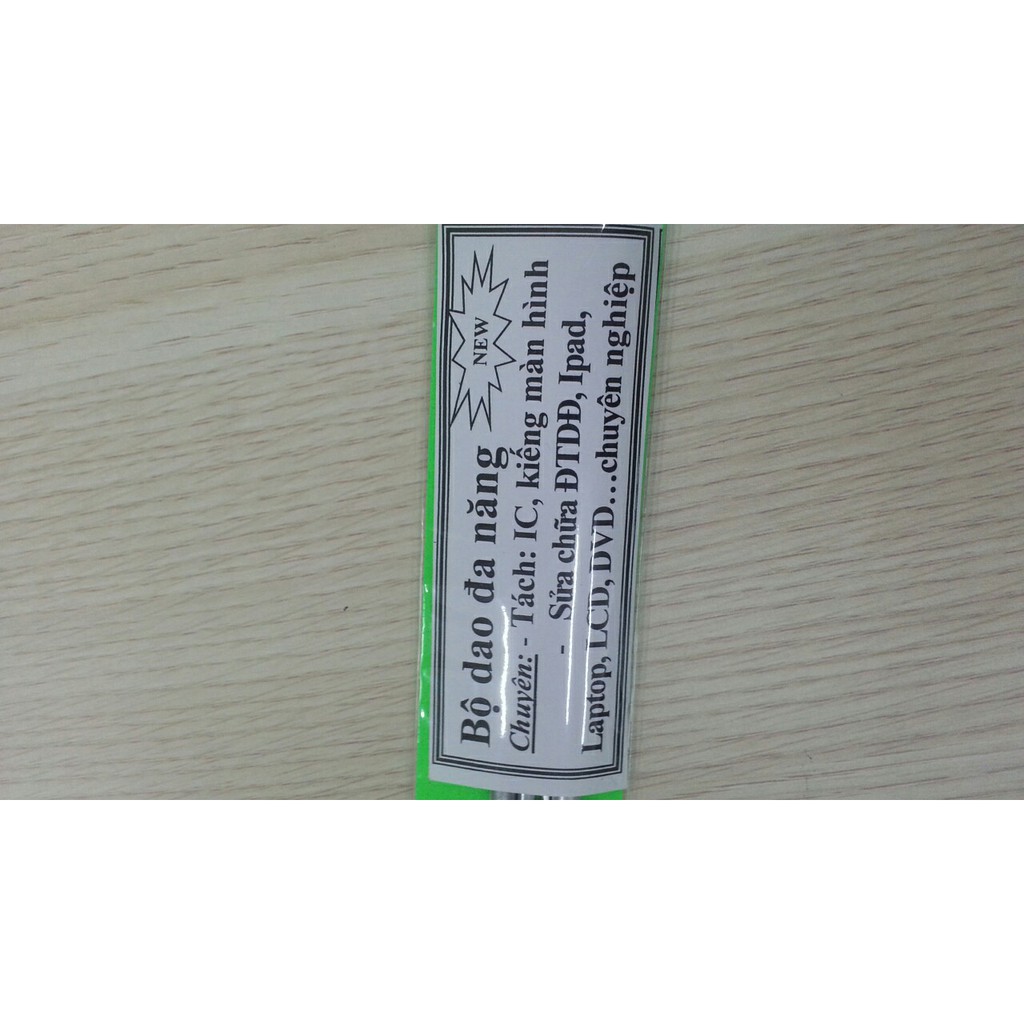 Bộ dao đa năng NEW
Chuyên: - Tách: IC, kiếng màn hình
- Sửa chữa ĐTDĐ, Ipad,
Laptop, LCD, DVD...chuyên nghiệp